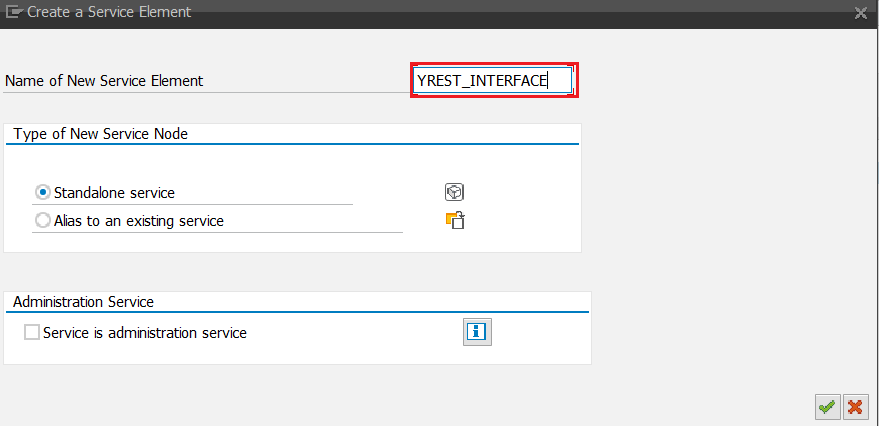 Create a Service Element
Name of New Service Element YREST_INTERFACE
Type of New Service Node
Standalone service
Alias to an existing service
Administration Service
Service is administration service